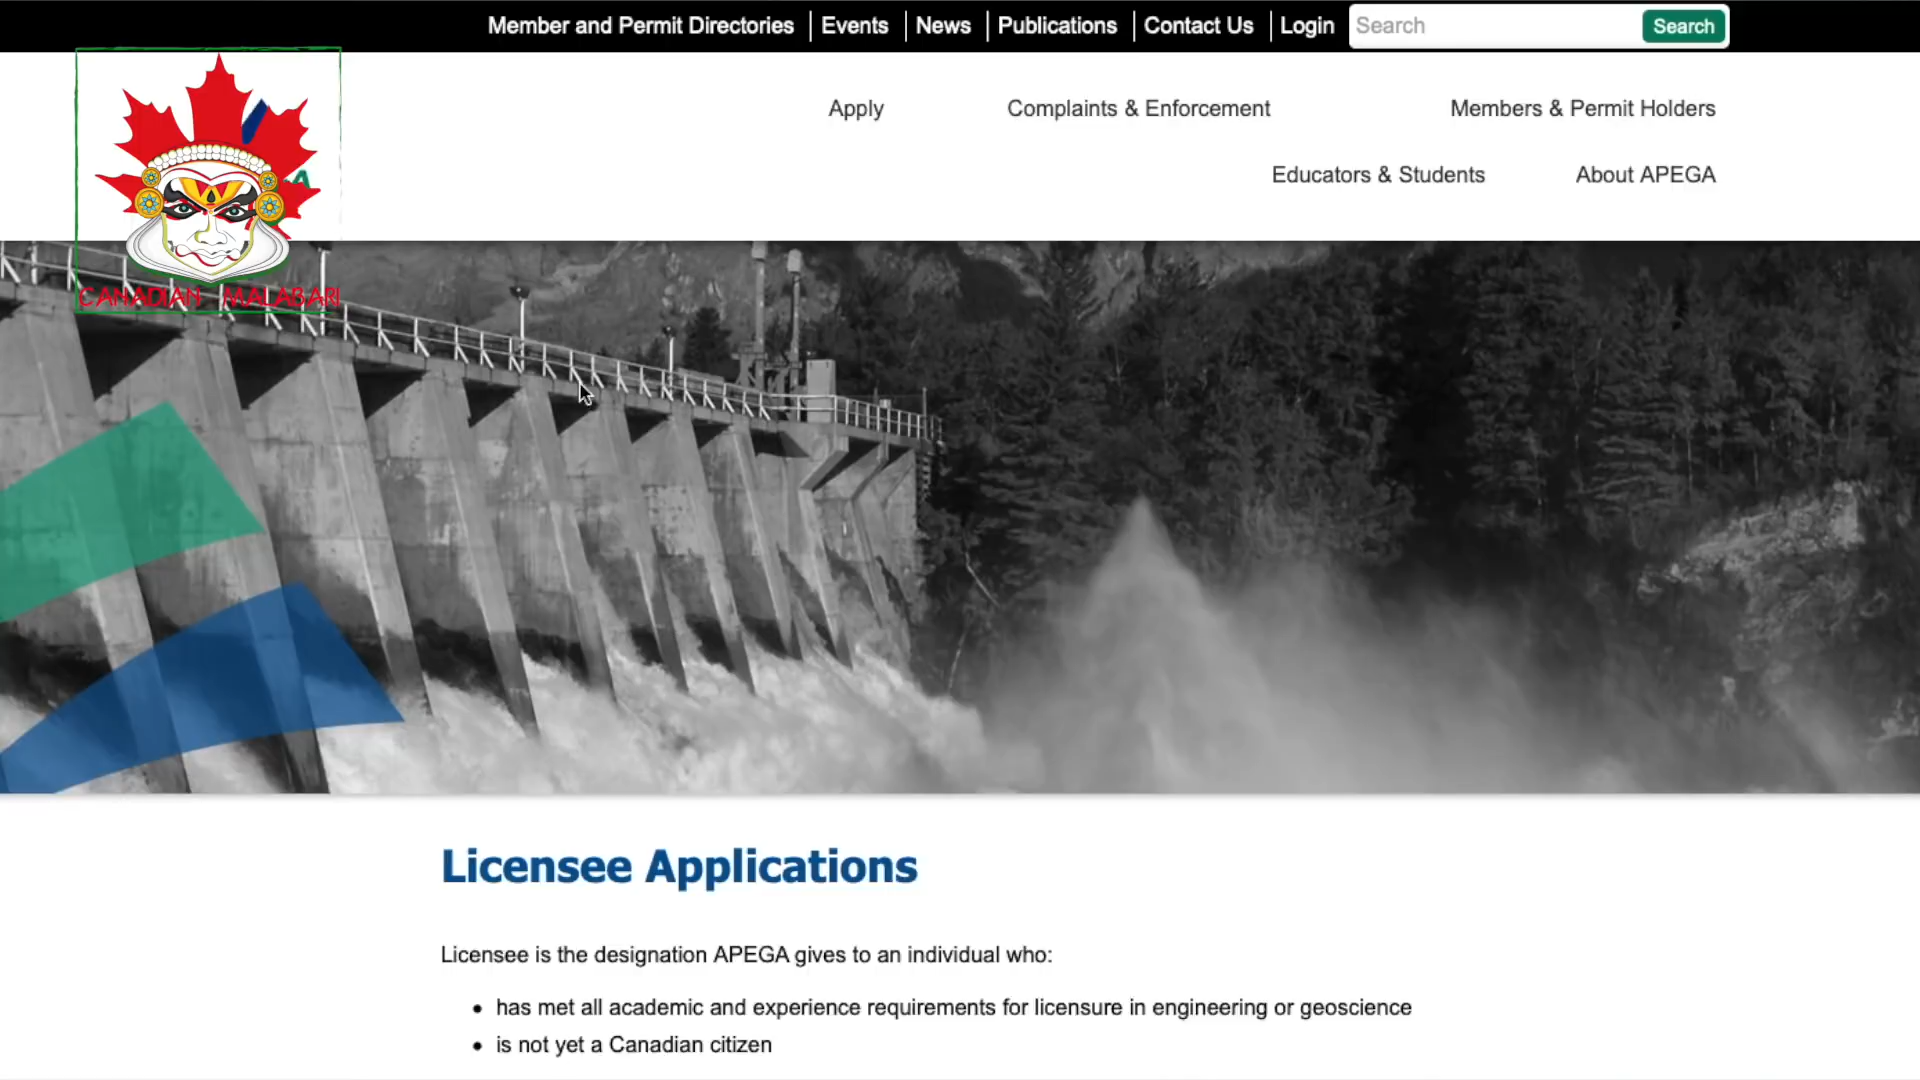 Member and Permit Directories
Events
News
Publications
Contact Us
Login
Search
Search
Apply
Complaints & Enforcement
Members & Permit Holders
Educators & Students
About APEGA
CANADIAN MALABARI
Licensee Applications
Licensee is the designation APEGA gives to an individual who:
• has met all academic and experience requirements for licensure in engineering or geoscience
• is not yet a Canadian citizen